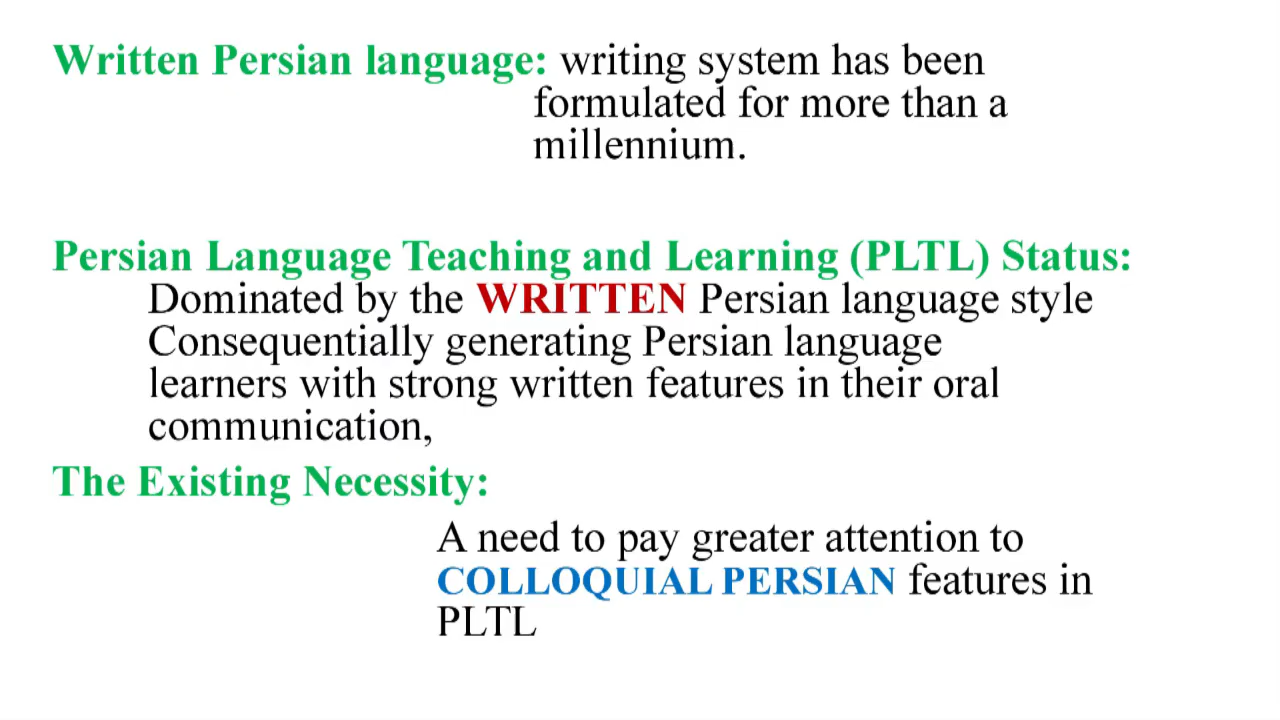 Written Persian language: writing system has been
formulated for more than a
millennium.
Persian Language Teaching and Learning (PLTL) Status:
Dominated by the WRITTEN Persian language style
Consequentially generating Persian language
learners with strong written features in their oral
communication,
The Existing Necessity:
A need to pay greater attention to
COLLOQUIAL PERSIAN features in
PLTL